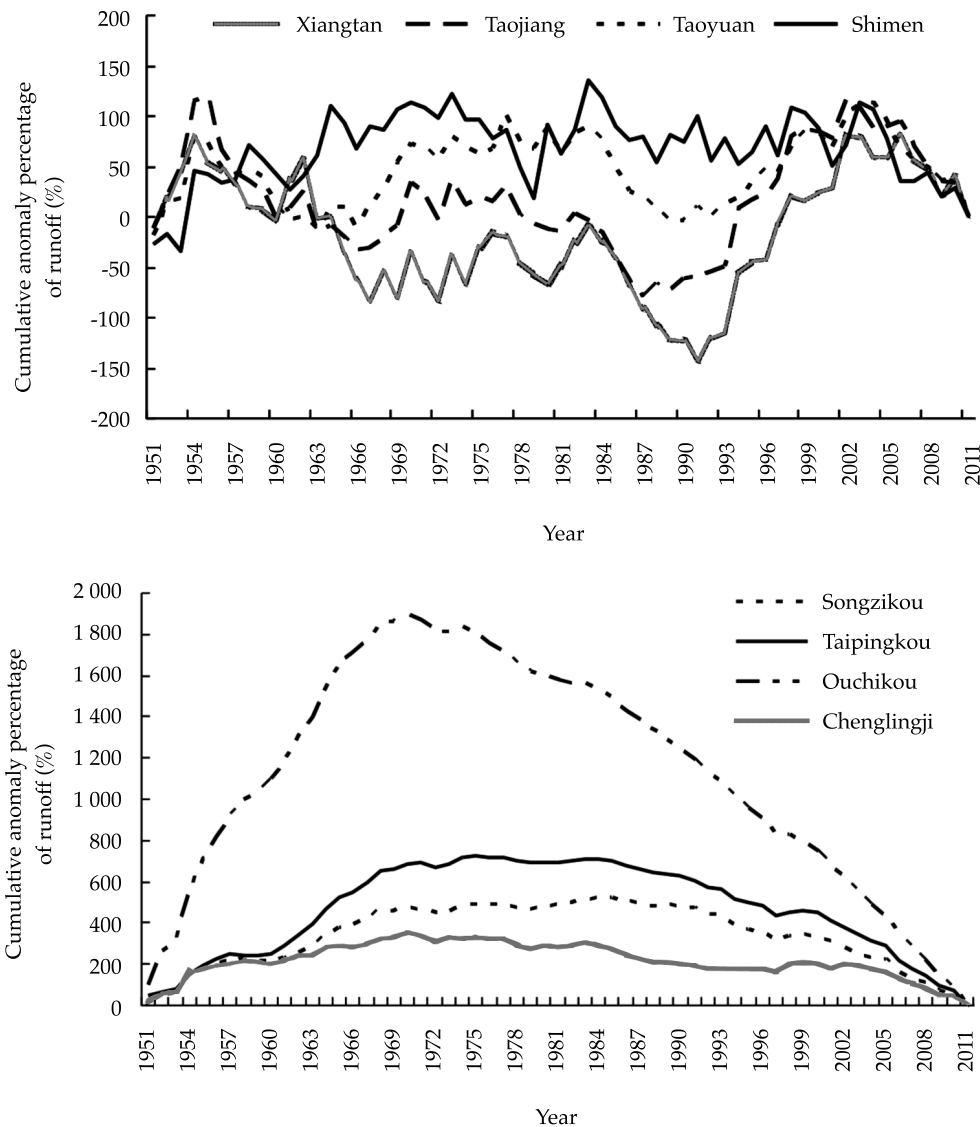 Xiangtan Taojiang Taoyuan Shimen
Cumulative anomaly percentage
of runoff (%)
200
150
100
50
0
-50
-100
-150
-200
1951 1954 1957 1960 1963 1966 1969 1972 1975 1978 1981 1984 1987 1990 1993 1996 1999 2002 2005 2008 2011
Year
Cumulative anomaly percentage
of runoff (%)
2 000
1 800
1 600
1 400
1 200
1 000
800
600
400
200
0
Songzikou
Taipingkou
Ouchikou
Chenglingji
1951 1954 1957 1960 1963 1966 1969 1972 1975 1978 1981 1984 1987 1990 1993 1996 1999 2002 2005 2008 2011
Year